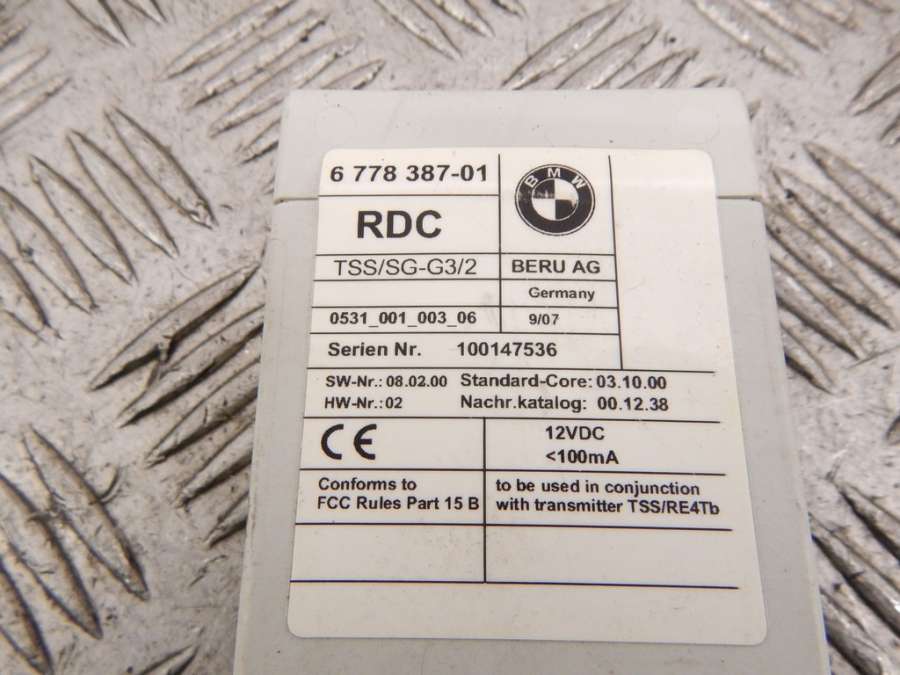 6 778 387-01
BMW
RDC
TSS/SG-G3/2
BERU AG
Germany
0531_001_003_06
9/07
Serien Nr. 100147536
SW-Nr.: 08.02.00 Standard-Core: 03.10.00
HW-Nr.: 02 Nachr.katalog: 00.12.38
CE
12VDC
<100mA
Conforms to
FCC Rules Part 15 B
to be used in conjunction
with transmitter TSS/RE4Tb